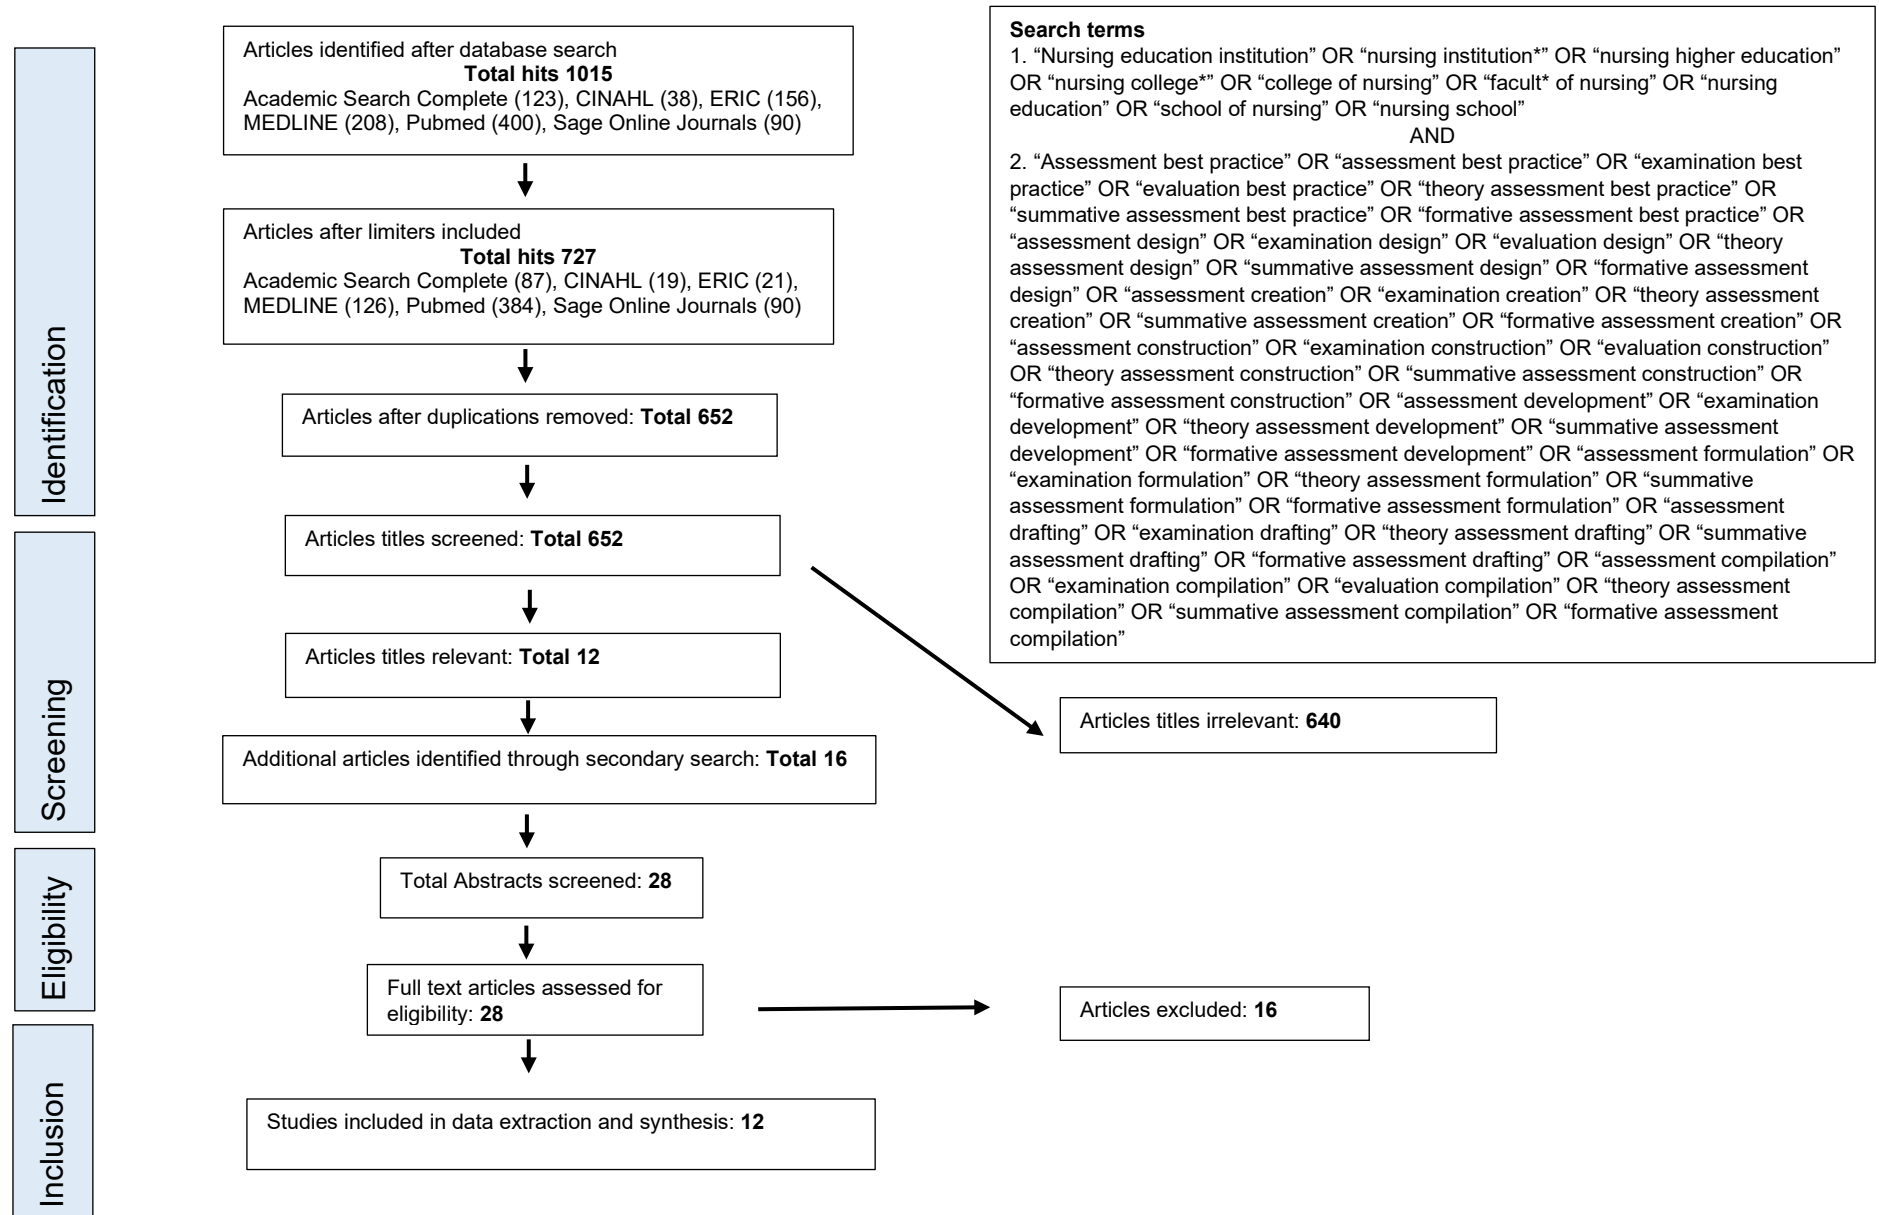 Identification
Articles identified after database search
Total hits 1015
Academic Search Complete (123), CINAHL (38), ERIC (156),
MEDLINE (208), Pubmed (400), Sage Online Journals (90)
Articles after limiters included
Total hits 727
Academic Search Complete (87), CINAHL (19), ERIC (21),
MEDLINE (126), Pubmed (384), Sage Online Journals (90)
Articles after duplications removed: Total 652
Screening
Articles titles screened: Total 652
Articles titles relevant: Total 12
Additional articles identified through secondary search: Total 16
Articles titles irrelevant: 640
Eligibility
Total Abstracts screened: 28
Full text articles assessed for
eligibility: 28
Articles excluded: 16
Inclusion
Studies included in data extraction and synthesis: 12
Search terms
1. “Nursing education institution” OR “nursing institution*” OR “nursing higher education”
OR “nursing college*” OR “college of nursing” OR “facult* of nursing” OR “nursing
education” OR “school of nursing” OR “nursing school”
AND
2. “Assessment best practice” OR “assessment best practice” OR “examination best
practice” OR “evaluation best practice” OR “theory assessment best practice” OR
“summative assessment best practice” OR “formative assessment best practice” OR
“assessment design” OR “examination design” OR “evaluation design” OR “theory
assessment design” OR “summative assessment design” OR “formative assessment
design” OR “assessment creation” OR “examination creation” OR “theory assessment
creation” OR “summative assessment creation” OR “formative assessment creation” OR
“assessment construction” OR “examination construction” OR “evaluation construction”
OR “theory assessment construction” OR “summative assessment construction” OR
“formative assessment construction” OR “assessment development” OR “examination
development” OR “theory assessment development” OR “summative assessment
development” OR “formative assessment development” OR “assessment formulation” OR
“examination formulation” OR “theory assessment formulation” OR “summative
assessment formulation” OR “formative assessment formulation” OR “assessment
drafting” OR “examination drafting” OR “theory assessment drafting” OR “summative
assessment drafting” OR “formative assessment drafting” OR “assessment compilation”
OR “examination compilation” OR “evaluation compilation” OR “theory assessment
compilation” OR “summative assessment compilation” OR “formative assessment
compilation”